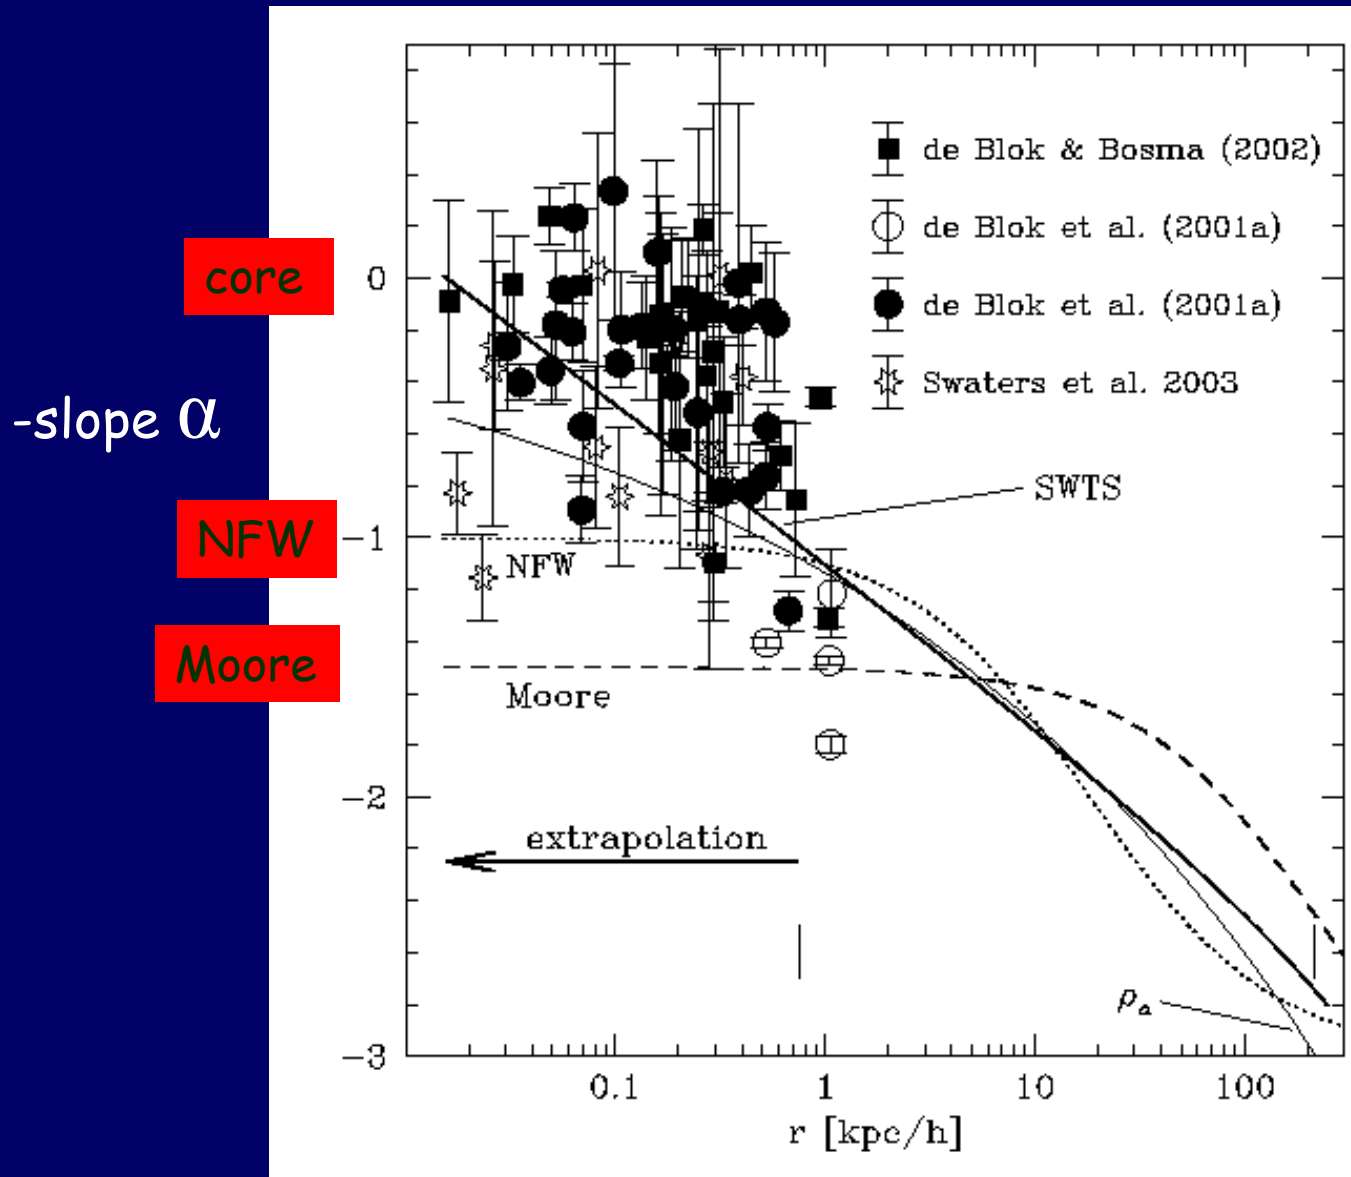 de Blok & Bosma (2002)
de Blok et al. (2001a)
de Blok et al. (2001a)
Swaters et al. 2003
core
0
-slope α
SWTS
NFW
−1
NFW
Moore
Moore
−2
extrapolation
ρa
−3
0.1
1
10
100
r [kpc/h]